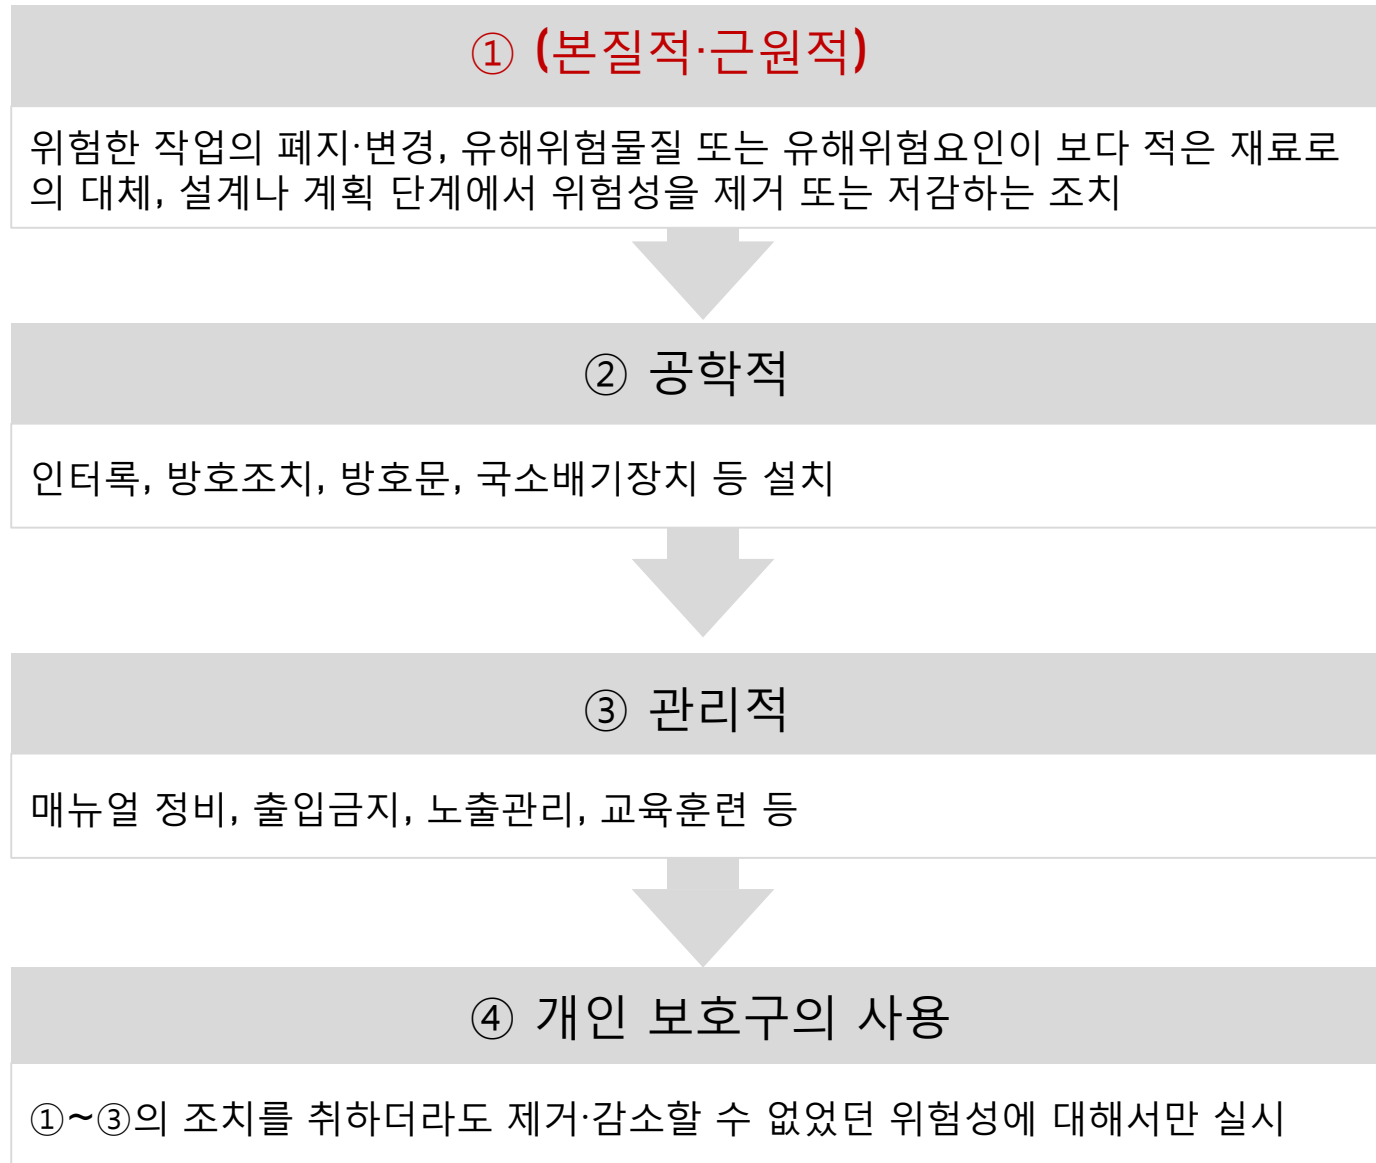 ① (본질적·근원적)
위험한 작업의 폐지·변경, 유해위험물질 또는 유해위험요인이 보다 적은 재료로
의 대체, 설계나 계획 단계에서 위험성을 제거 또는 저감하는 조치
② 공학적
인터록, 방호조치, 방호문, 국소배기장치 등 설치
③ 관리적
매뉴얼 정비, 출입금지, 노출관리, 교육훈련 등
④ 개인 보호구의 사용
①~③의 조치를 취하더라도 제거·감소할 수 없었던 위험성에 대해서만 실시